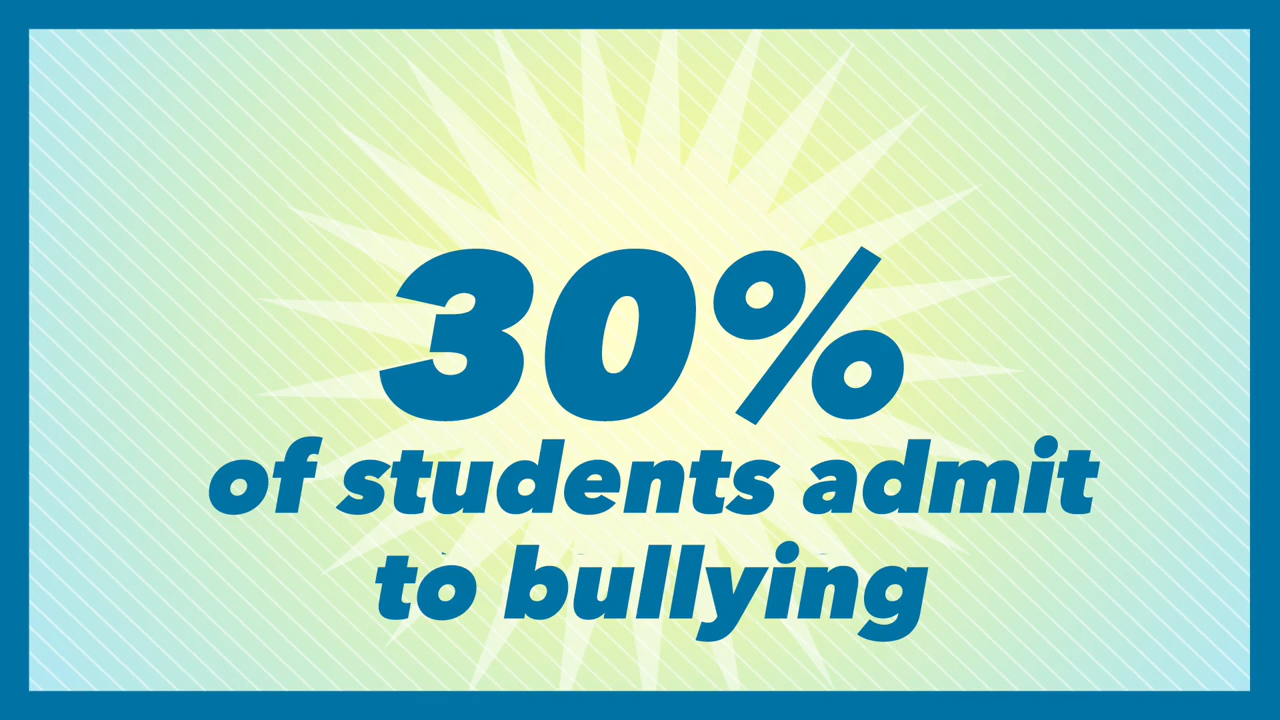 30%
of students admit
to bullying